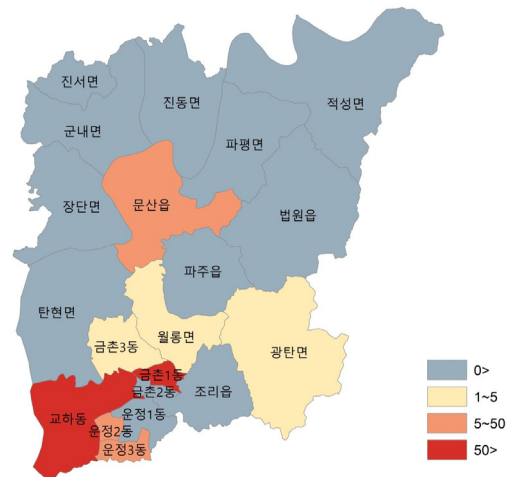 진서면
진동면
적성면
군내면
파평면
장단면
문산읍
법원읍
파주읍
탄현면
월롱면
금촌3동
광탄면
금촌1동
금촌2동
조리읍
교하동
운정1동
운정2동
운정3동
0>
1~5
5~50
50>